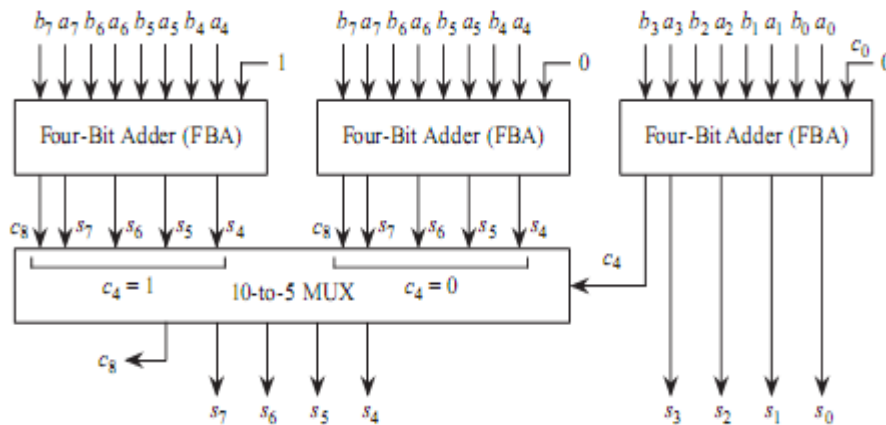 b₇ a₇ b₆ a₆ b₅ a₅ b₄ a₄ b₇ a₇ b₆ a₆ b₅ a₅ b₄ a₄ b₃ a₃ b₂ a₂ b₁ a₁ b₀ a₀
c₀
1 0 0
Four-Bit Adder (FBA) Four-Bit Adder (FBA) Four-Bit Adder (FBA)
c₈ s₇ s₆ s₅ s₄ c₈ s₇ s₆ s₅ s₄
c₄
c₄ = 1 10-to-5 MUX c₄ = 0
c₈
s₇ s₆ s₅ s₄ s₃ s₂ s₁ s₀